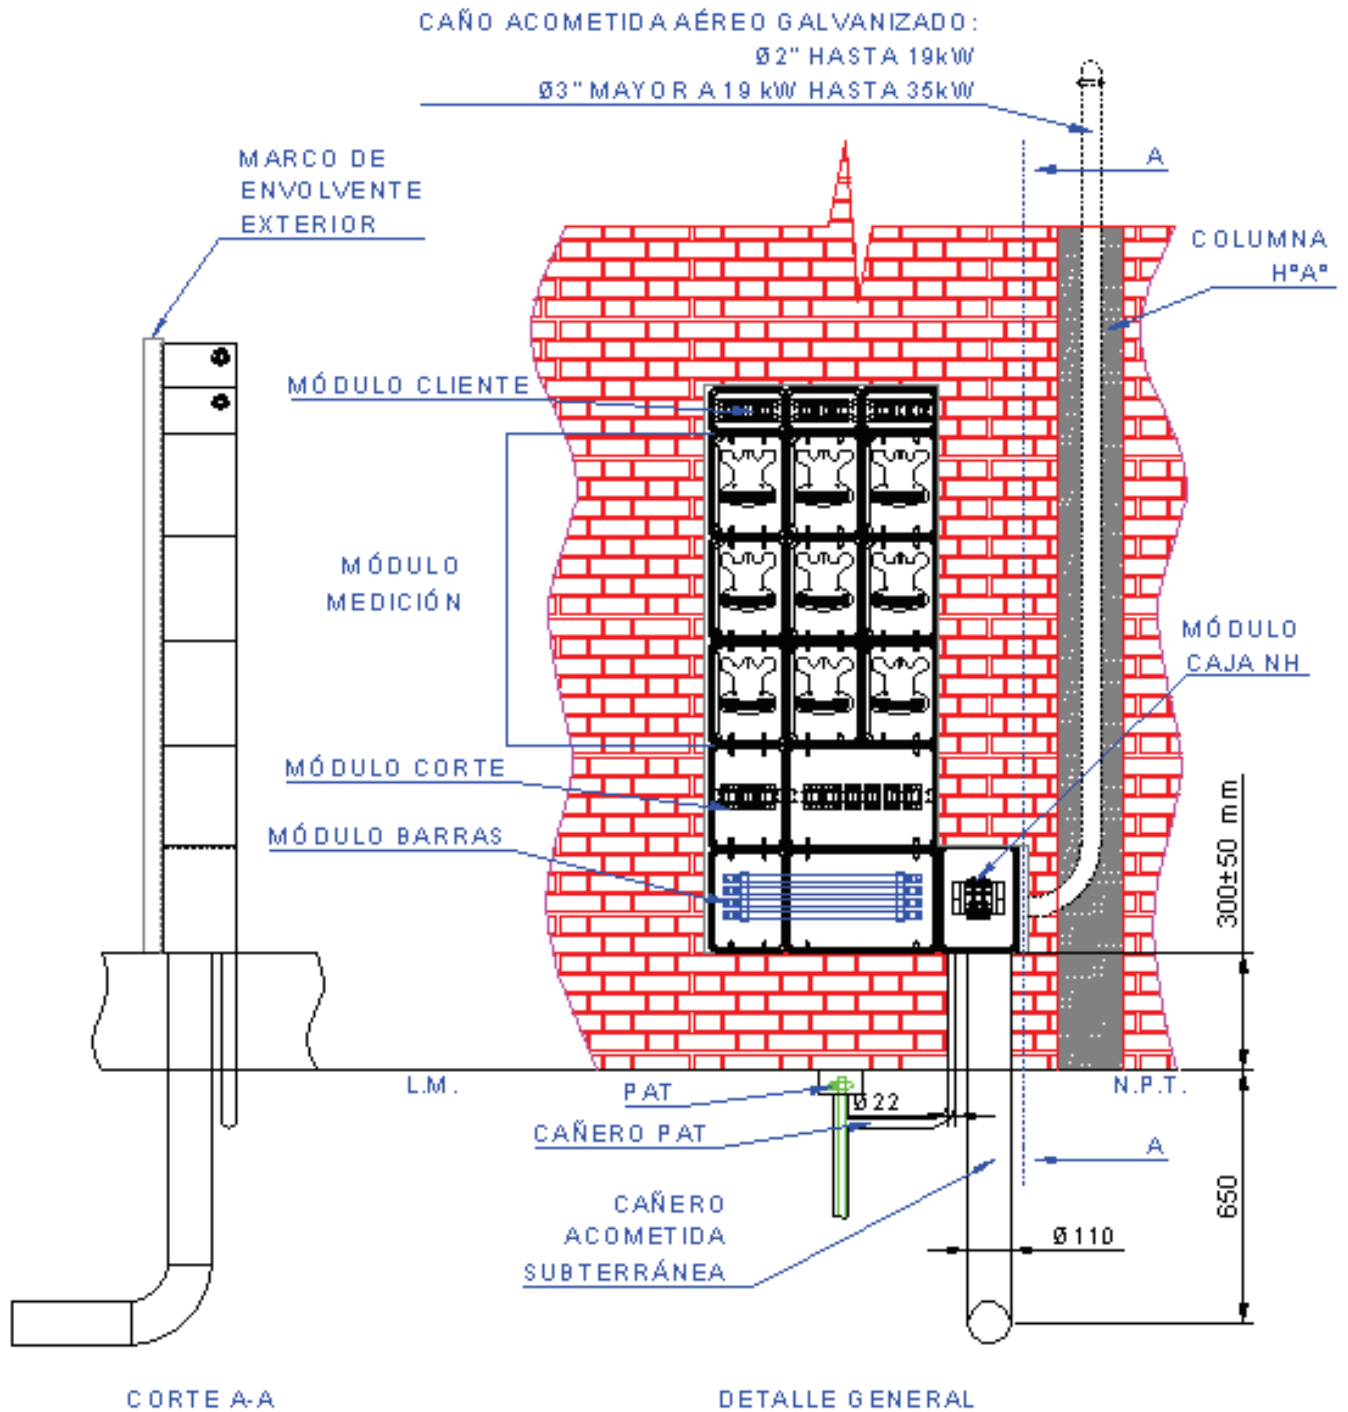 CAÑO ACOMETIDA AÉREO GALVANIZADO:
Ø2" HASTA 19kW
Ø3" MAYOR A 19 kW HASTA 35kW
MARCO DE
ENVOLVENTE
EXTERIOR
A
COLUMNA
HºAº
MÓDULO CLIENTE
MÓDULO
MEDICIÓN
MÓDULO
CAJA NH
MÓDULO CORTE
MÓDULO BARRAS
300±50 mm
L.M.
PAT
Ø22
N.P.T.
CAÑERO PAT
A
CAÑERO
ACOMETIDA
SUBTERRÁNEA
650
Ø110
CORTE A-A
DETALLE GENERAL